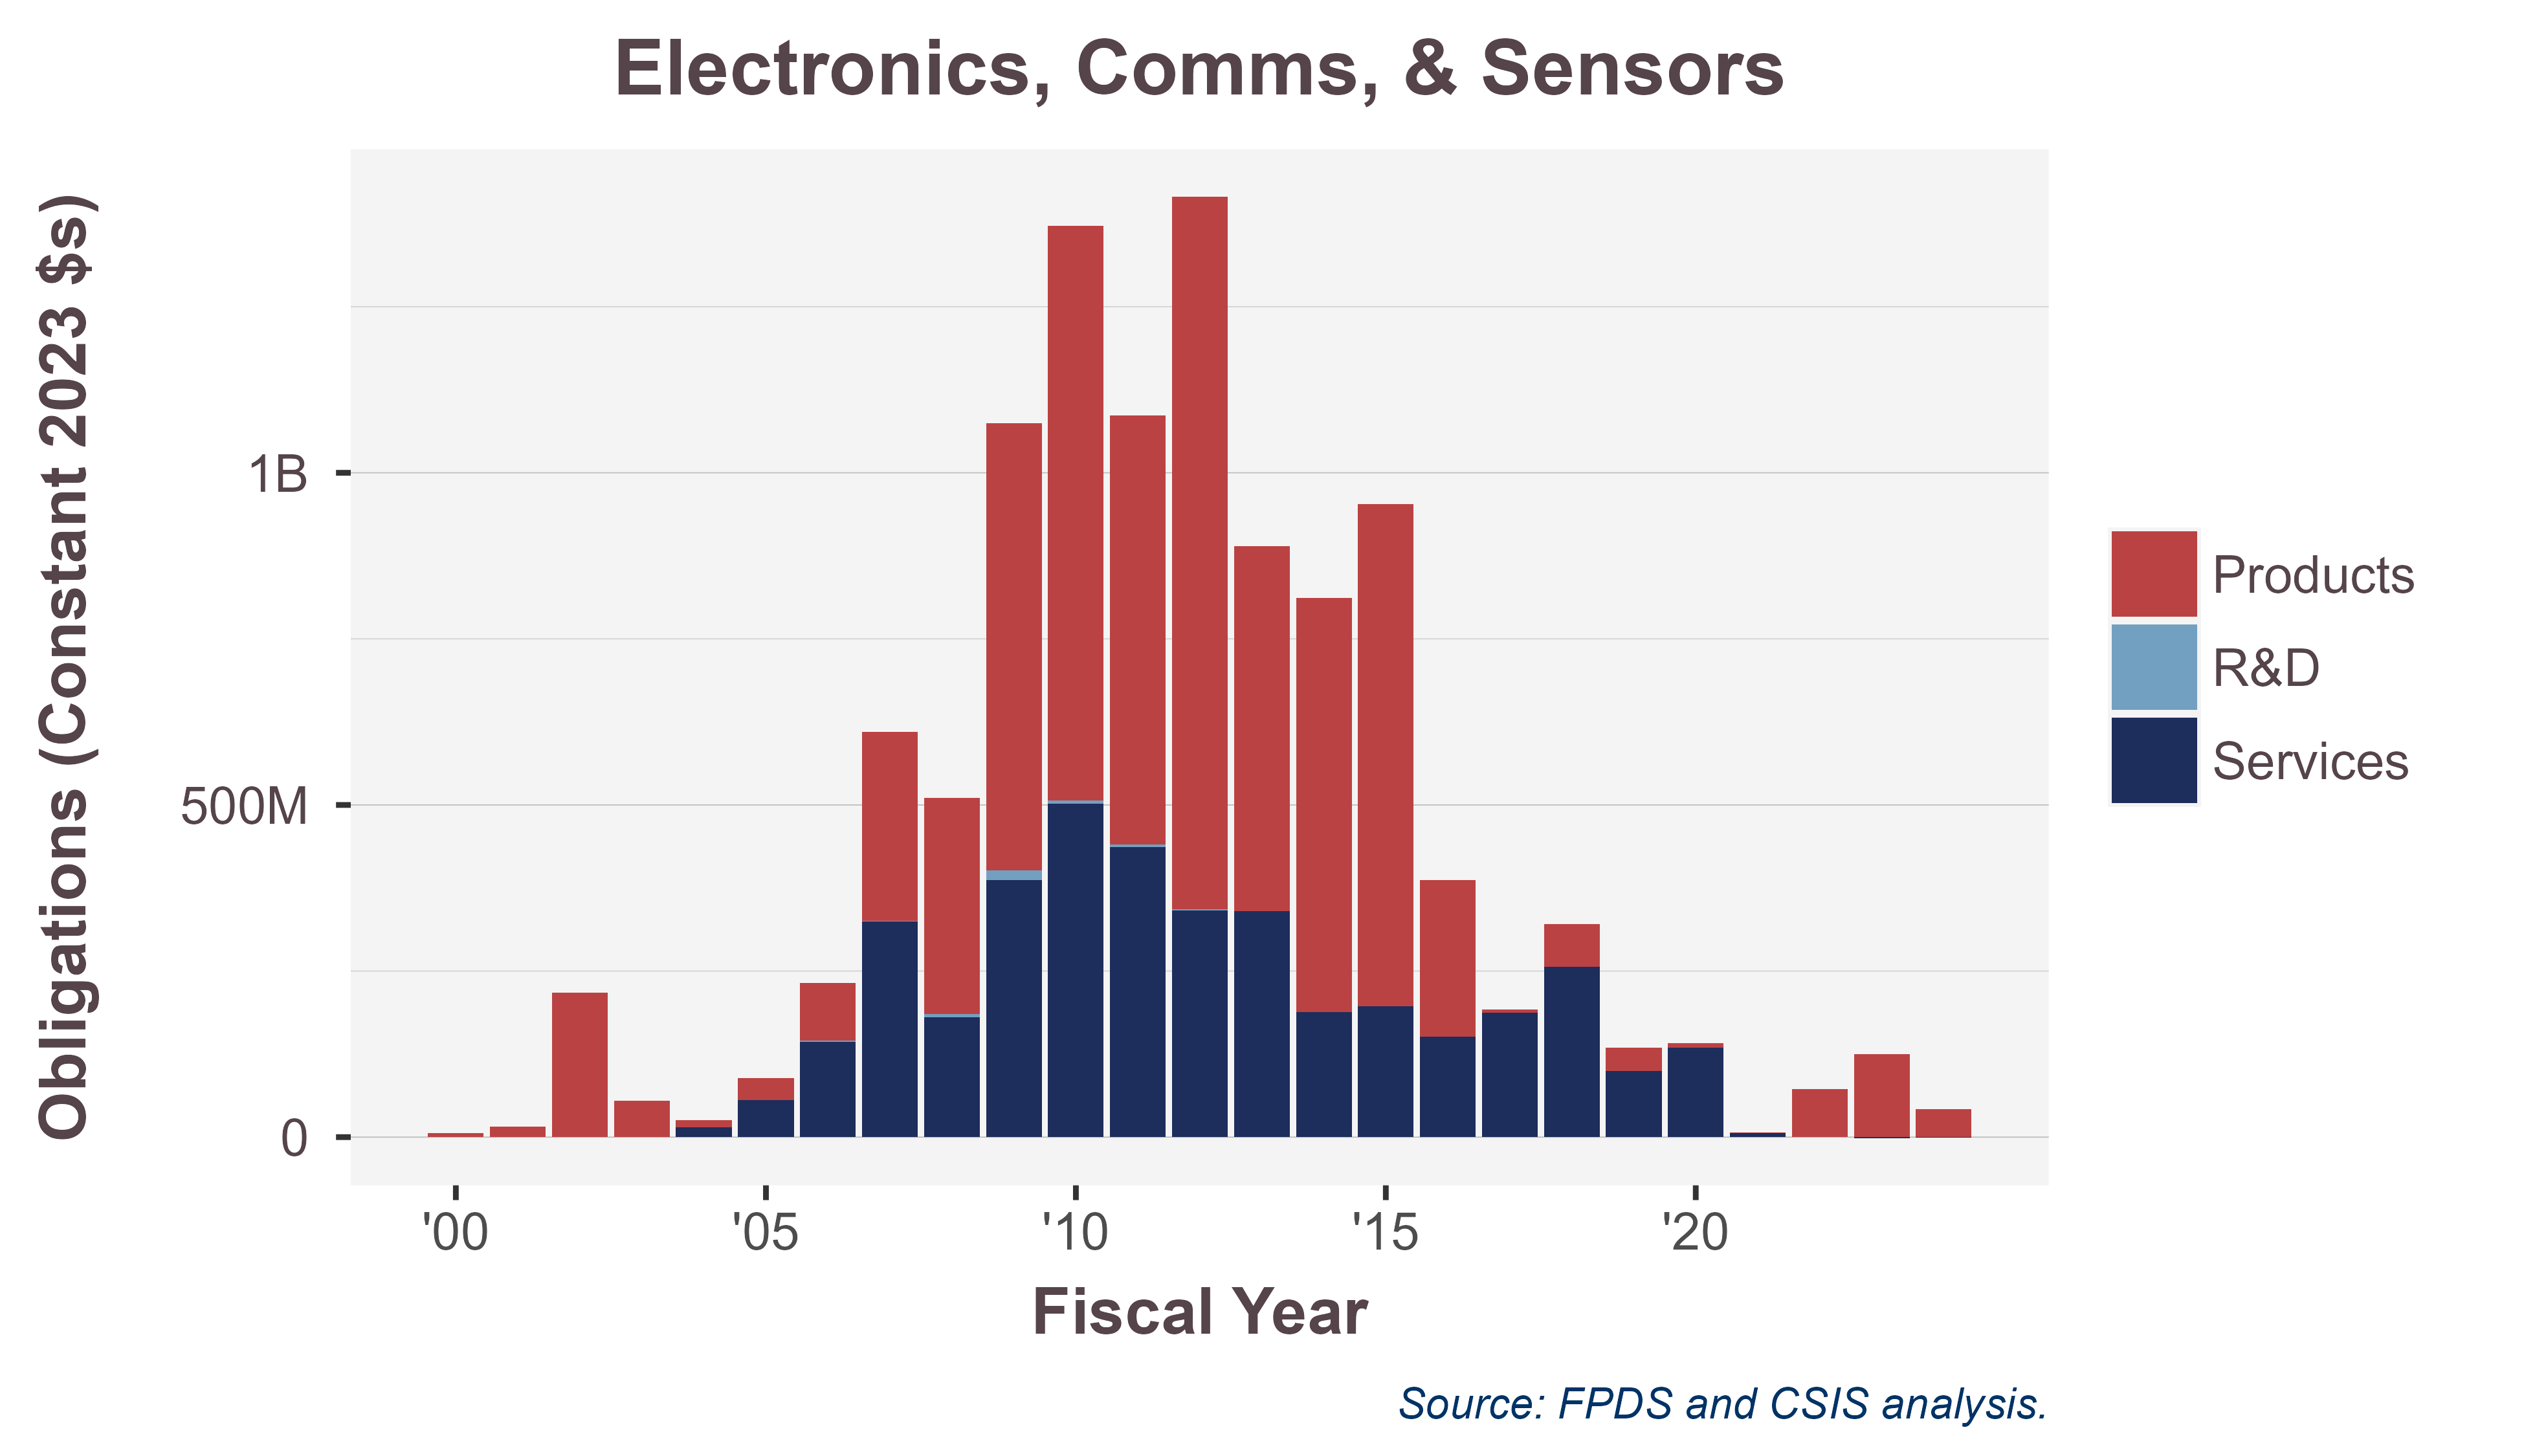 Electronics, Comms, & Sensors
Obligations (Constant 2023 $s)
1B
500M
0
'00
'05
'10
'15
'20
Fiscal Year
Products
R&D
Services
Source: FPDS and CSIS analysis.